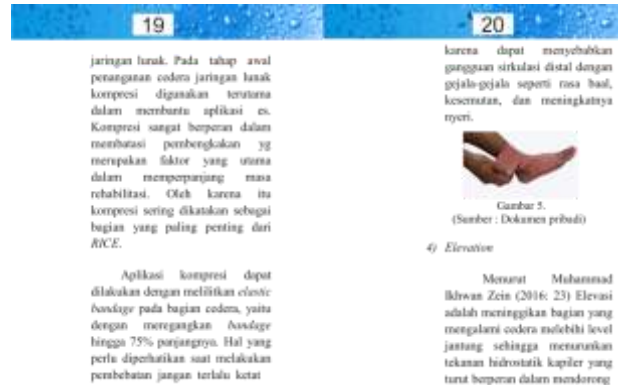 19
jaringan lunak. Pada tahap awal
penanganan cedera jaringan lunak
kompresi digunakan terutama
dalam membantu aplikasi es.
Kompresi sangat berperan dalam
membatasi pembengkakan yg
merupakan faktor yang utama
dalam memperpanjang masa
rehabilitasi. Oleh karena itu
kompresi sering dikatakan sebagai
bagian yang paling penting dari
RICE.
Aplikasi kompresi dapat
dilakukan dengan melilitkan elastic
bandage pada bagian cedera, yaitu
dengan meregangkan bandage
hingga 75% panjangnya. Hal yang
perlu diperhatikan saat melakukan
pembebatan jangan terlalu ketat
20
karena dapat menyebabkan
gangguan sirkulasi distal dengan
gejala-gejala seperti rasa baal,
kesemutan, dan meningkatnya
nyeri.
Gambar 5.
(Sumber : Dokumen pribadi)
4) Elevation
Menurut Muhammad
Ikhwan Zein (2016: 23) Elevasi
adalah meninggikan bagian yang
mengalami cedera melebihi level
jantung sehingga menurunkan
tekanan hidrostatik kapiler yang
turut berperan dalam mendorong